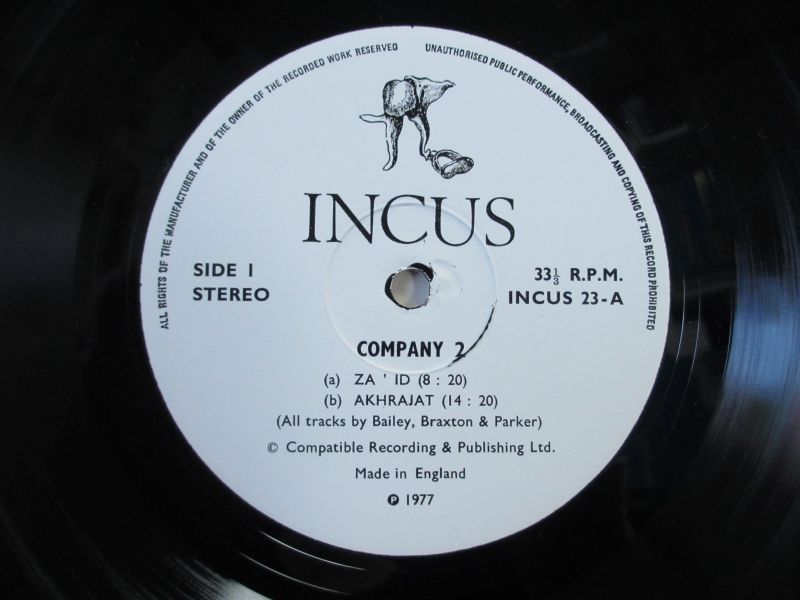 ALL RIGHTS OF THE MANUFACTURER AND OF THE OWNER OF THE RECORDED WORK RESERVED
UNAUTHORISED PUBLIC PERFORMANCE, BROADCASTING AND COPYING OF THIS RECORD PROHIBITED
INCUS
SIDE 1
STEREO
33⅓ R.P.M.
INCUS 23-A
COMPANY 2
(a) ZA ' ID (8 : 20)
(b) AKHRAJAT (14 : 20)
(All tracks by Bailey, Braxton & Parker)
© Compatible Recording & Publishing Ltd.
Made in England
℗ 1977